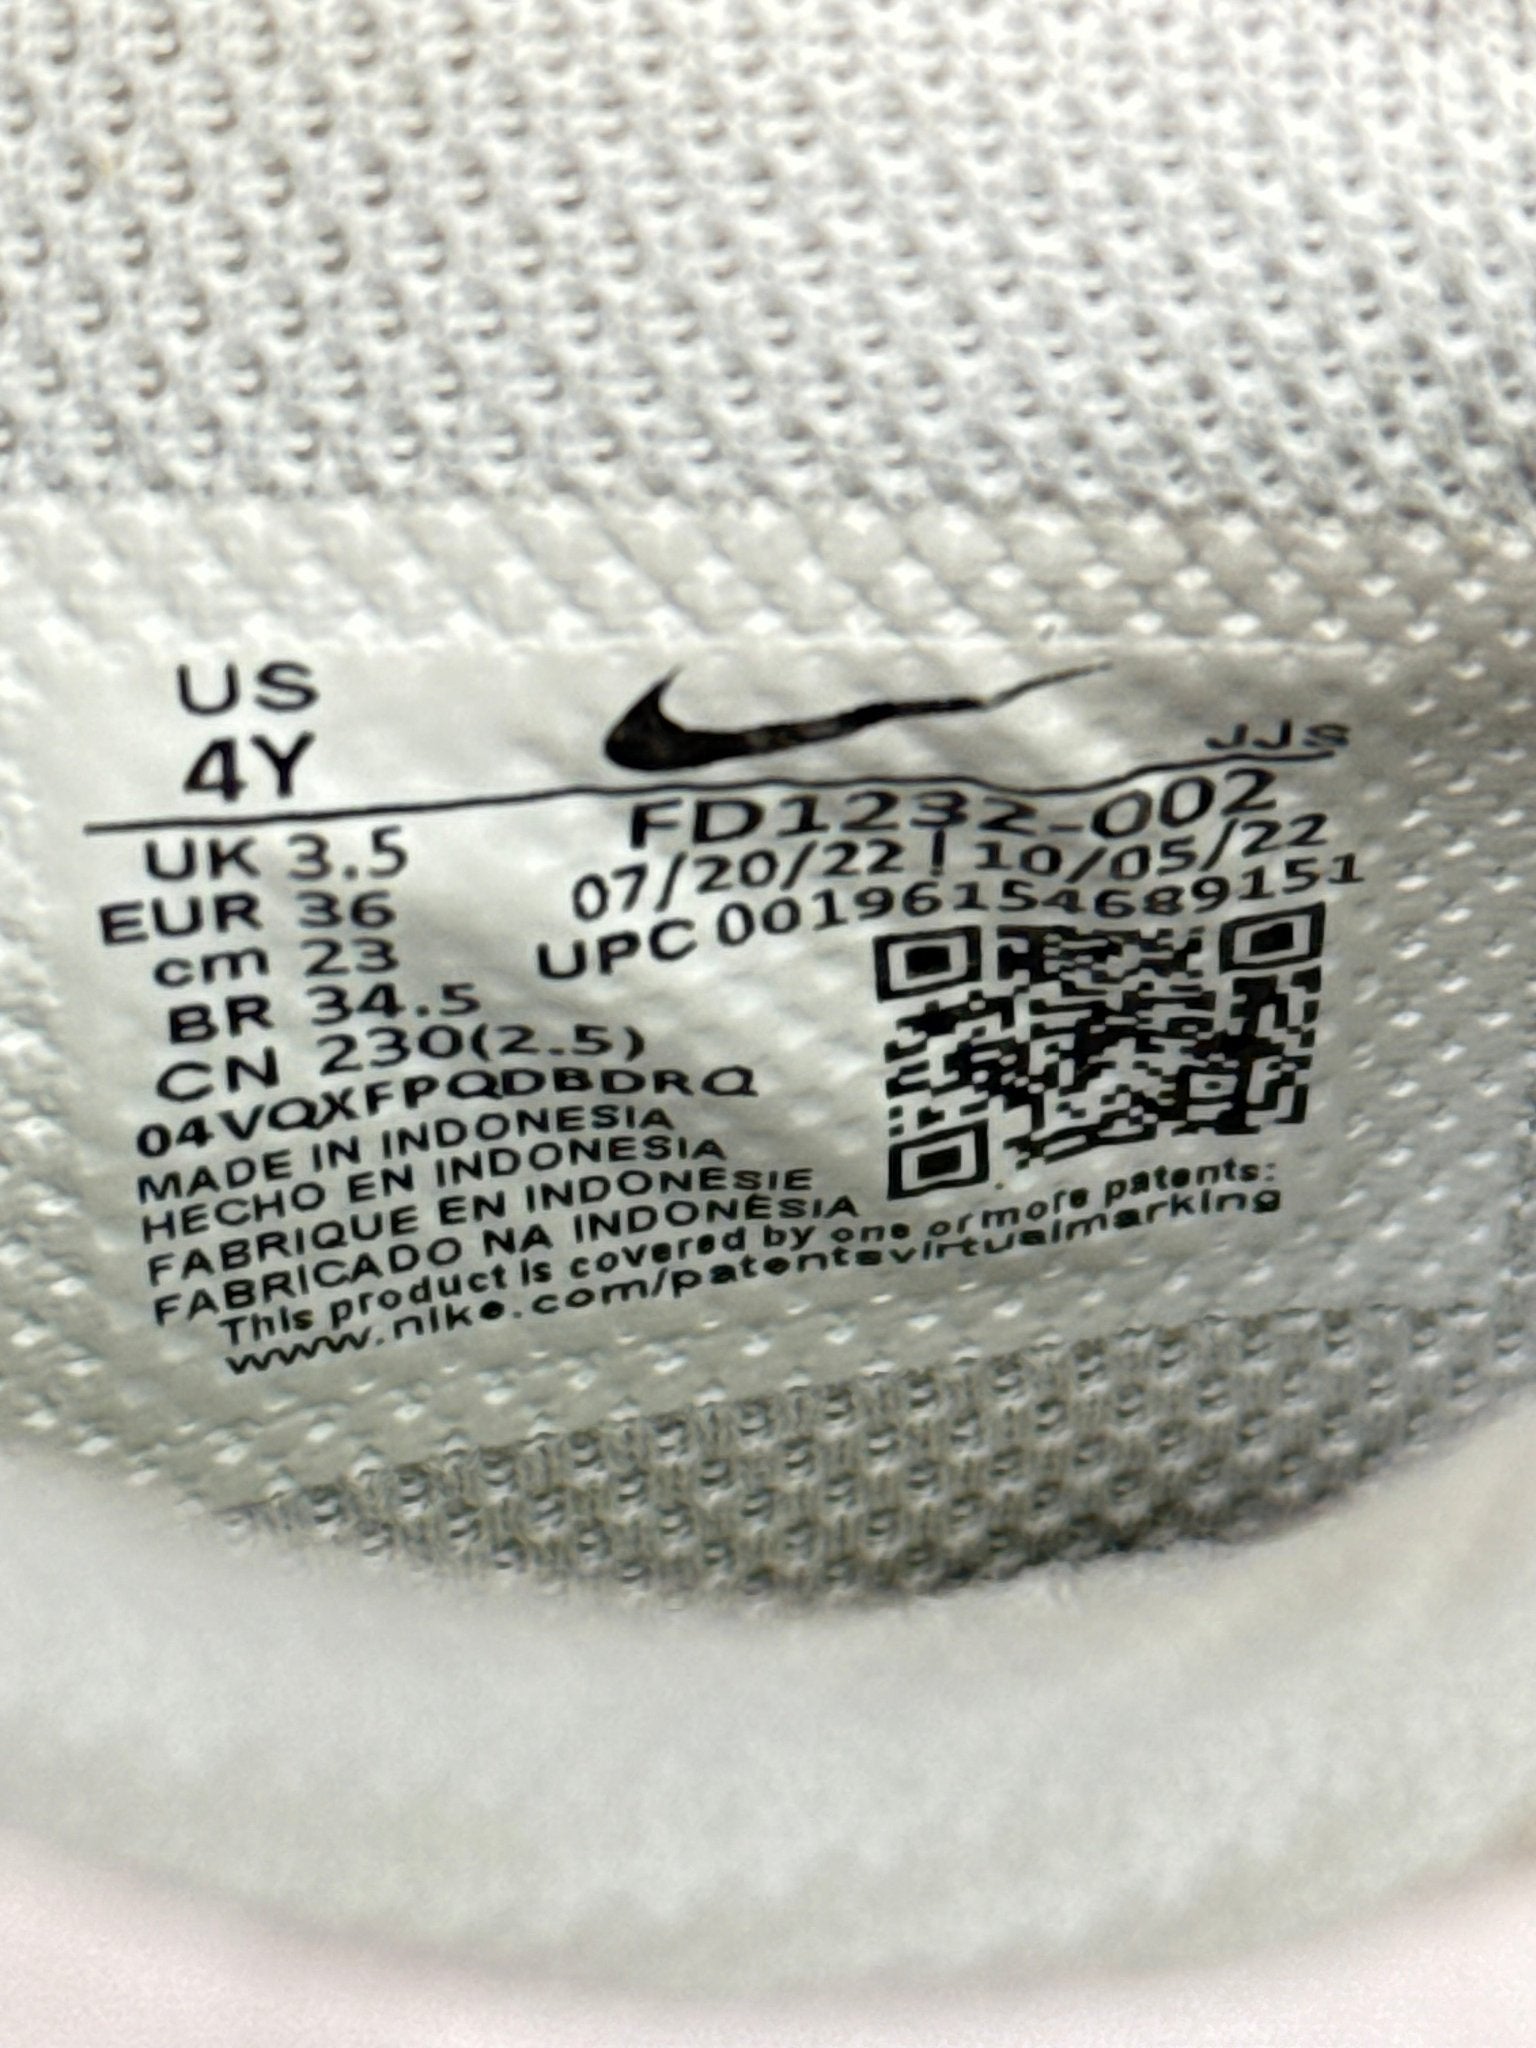 US
4Y
JJS
UK 3.5
EUR 36
cm 23
BR 34.5
CN 230(2.5)
FD1232-002
07/20/22 | 10/05/22
UPC 00196154689151
04VQXFPQDBDRQ
MADE IN INDONESIA
HECHO EN INDONESIA
FABRIQUE EN INDONESIE
FABRICADO NA INDONÉSIA
This product is covered by one or more patents:
www.nike.com/patentsvirtualmarking